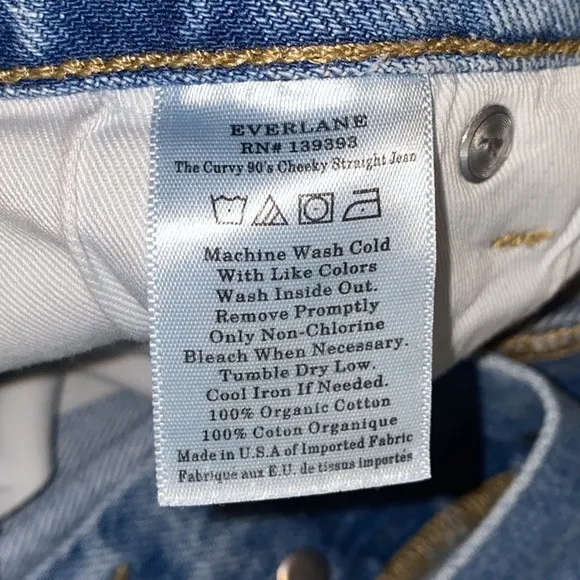 EVERLANE
RN# 139393
The Curvy 90's Cheeky Straight Jean
Machine Wash Cold
With Like Colors
Wash Inside Out.
Remove Promptly
Only Non-Chlorine
Bleach When Necessary.
Tumble Dry Low.
Cool Iron If Needed.
100% Organic Cotton
100% Coton Organique
Made in U.S.A of Imported Fabric
Fabrique aux E.U. de tissus importes